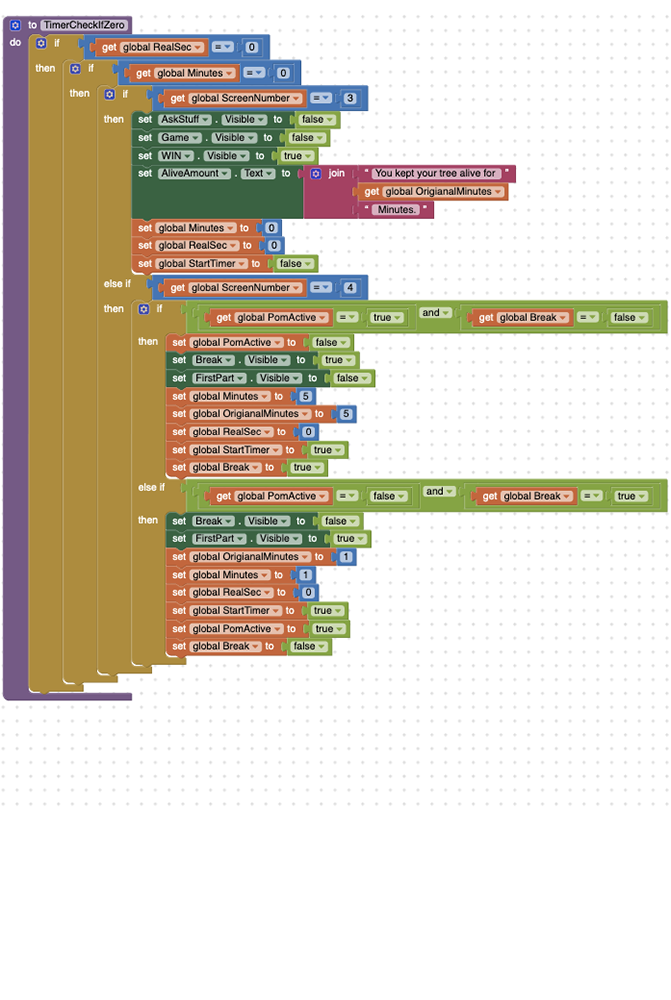 to TimerCheckIfZero
do if get global RealSec = 0
then if get global Minutes = 0
then if get global ScreenNumber = 3
then set AskStuff . Visible to false
set Game . Visible to false
set WIN . Visible to true
set AliveAmount . Text to join " You kept your tree alive for "
get global OrigianalMinutes
" Minutes. "
set global Minutes to 0
set global RealSec to 0
set global StartTimer to false
else if get global ScreenNumber = 4
then if get global PomActive = true and get global Break = false
then set global PomActive to false
set Break . Visible to true
set FirstPart . Visible to false
set global Minutes to 5
set global OrigianalMinutes to 5
set global RealSec to 0
set global StartTimer to true
set global Break to true
else if get global PomActive = false and get global Break = true
then set Break . Visible to false
set FirstPart . Visible to true
set global OrigianalMinutes to 1
set global Minutes to 1
set global RealSec to 0
set global StartTimer to true
set global PomActive to true
set global Break to false